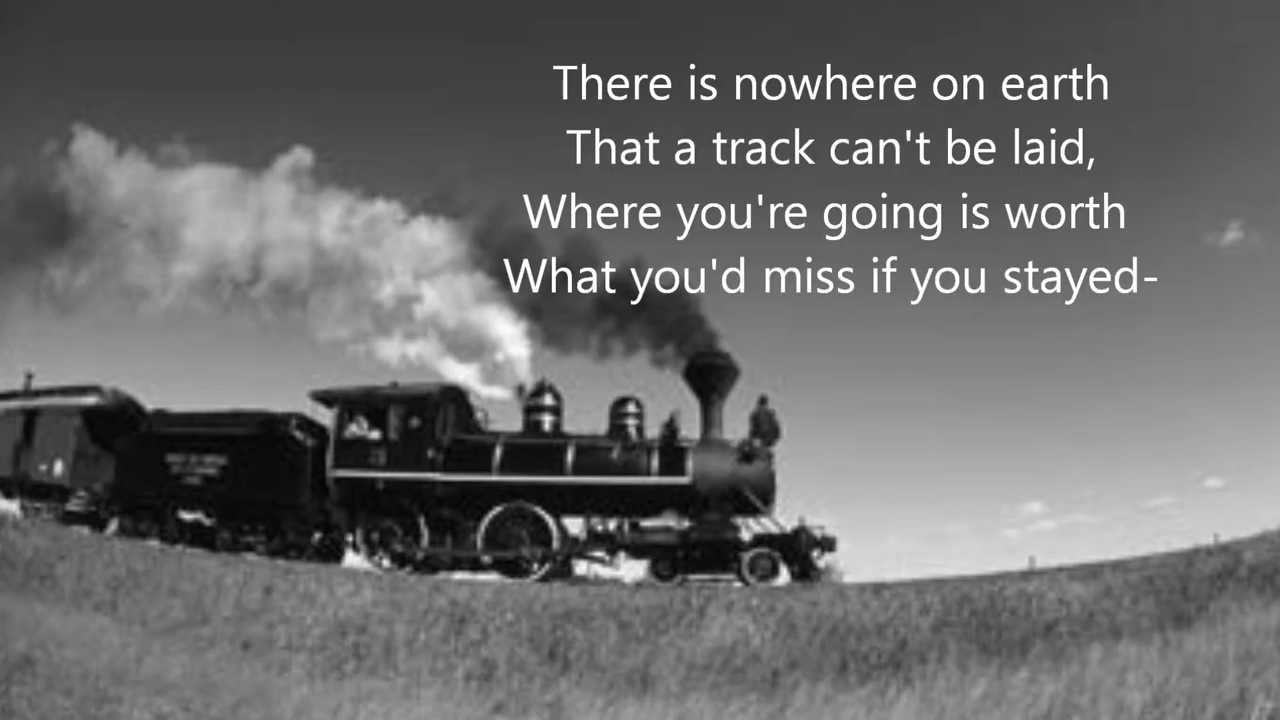 There is nowhere on earth
That a track can't be laid,
Where you're going is worth
What you'd miss if you stayed-